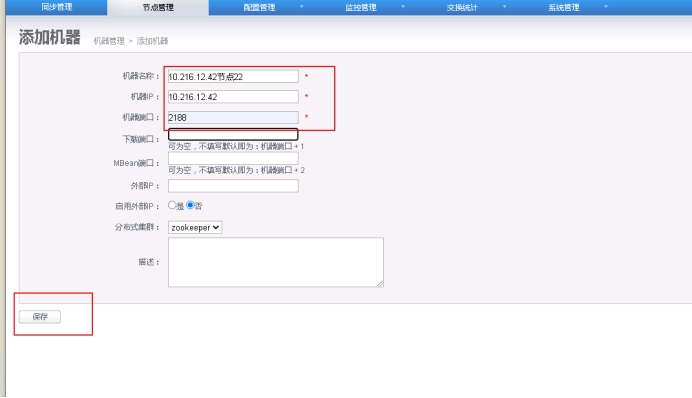 同步管理 节点管理 配置管理 监控管理 交换统计 系统管理
添加机器 机器管理 > 添加机器
机器名称： 10.216.12.42节点22 *
机器IP： 10.216.12.42 *
机器端口： 2188 *
下载端口：
可为空，不填写默认即为：机器端口 + 1
MBean端口：
可为空，不填写默认即为：机器端口 + 2
外部IP：
启用外部IP： 是 否
分布式集群： zookeeper
描述：
保存